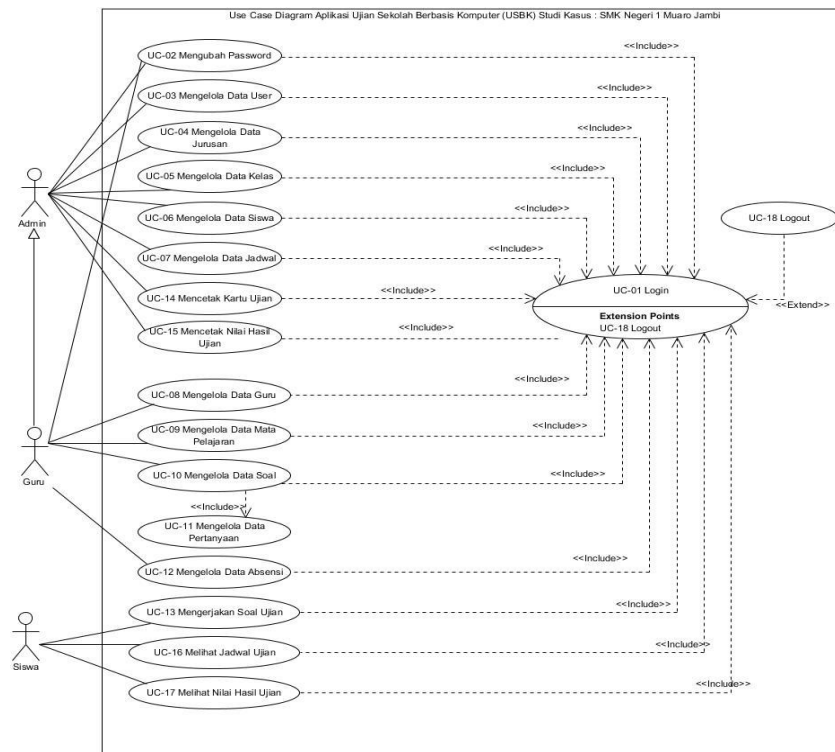 Use Case Diagram Aplikasi Ujian Sekolah Berbasis Komputer (USBK) Studi Kasus : SMK Negeri 1 Muaro Jambi
UC-02 Mengubah Password
<<Include>>
UC-03 Mengelola Data User
<<Include>>
UC-04 Mengelola Data
Jurusan
<<Include>>
UC-05 Mengelola Data Kelas
<<Include>>
Admin
UC-06 Mengelola Data Siswa
<<Include>>
UC-18 Logout
UC-07 Mengelola Data Jadwal
<<Include>>
UC-14 Mencetak Kartu Ujian
<<Include>>
UC-01 Login
<<Extend>>
Extension Points
UC-18 Logout
UC-15 Mencetak Nilai Hasil
Ujian
<<Include>>
UC-08 Mengelola Data Guru
<<Include>>
UC-09 Mengelola Data Mata
Pelajaran
<<Include>>
Guru
UC-10 Mengelola Data Soal
<<Include>>
<<Include>>
UC-11 Mengelola Data
Pertanyaan
UC-12 Mengelola Data Absensi
<<Include>>
UC-13 Mengerjakan Soal Ujian
<<Include>>
Siswa
UC-16 Melihat Jadwal Ujian
<<Include>>
UC-17 Melihat Nilai Hasil Ujian
<<Include>>